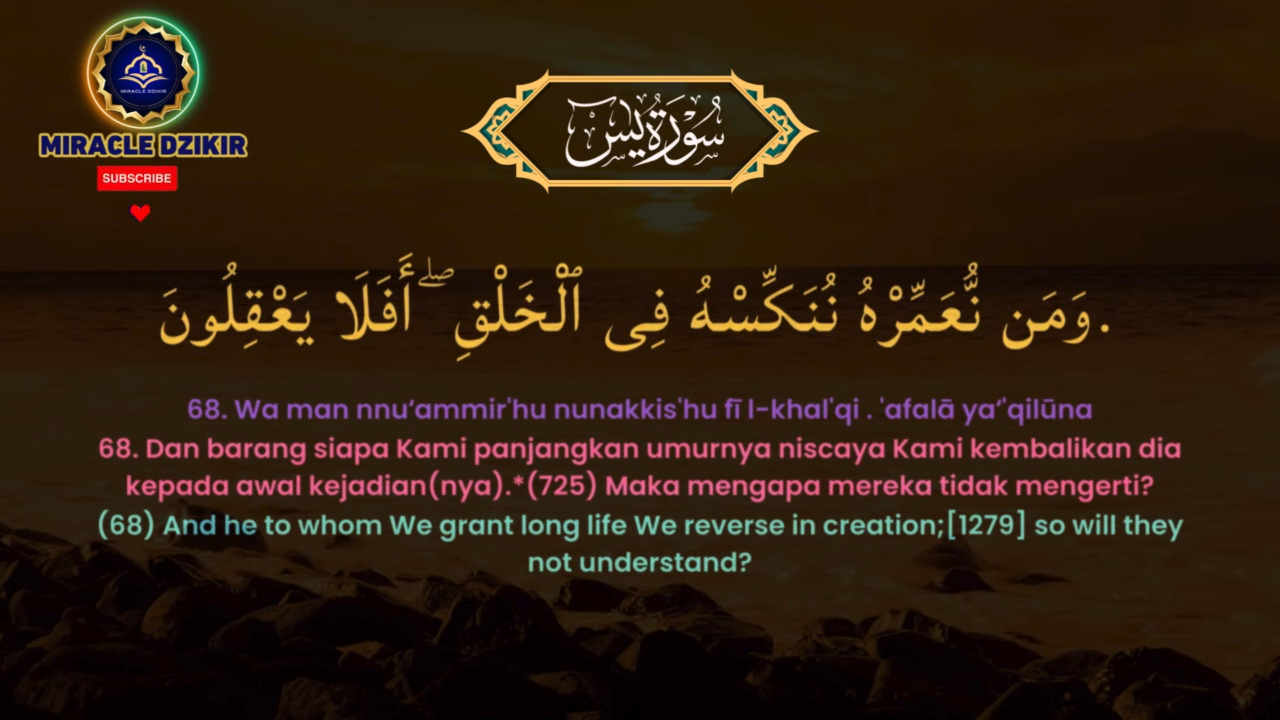 MIRACLE DZIKIR
MIRACLE DZIKIR
SUBSCRIBE
سُوْرَةُ يٰسٓ
وَمَن نُّعَمِّرْهُ نُنَكِّسْهُ فِى ٱلْخَلْقِ ۖ أَفَلَا يَعْقِلُونَ.
68. Wa man nnu‘ammir'hu nunakkis'hu fī l-khal'qi . 'afalā ya‘'qilūna
68. Dan barang siapa Kami panjangkan umurnya niscaya Kami kembalikan dia
kepada awal kejadian(nya).*(725) Maka mengapa mereka tidak mengerti?
(68) And he to whom We grant long life We reverse in creation;[1279] so will they
not understand?